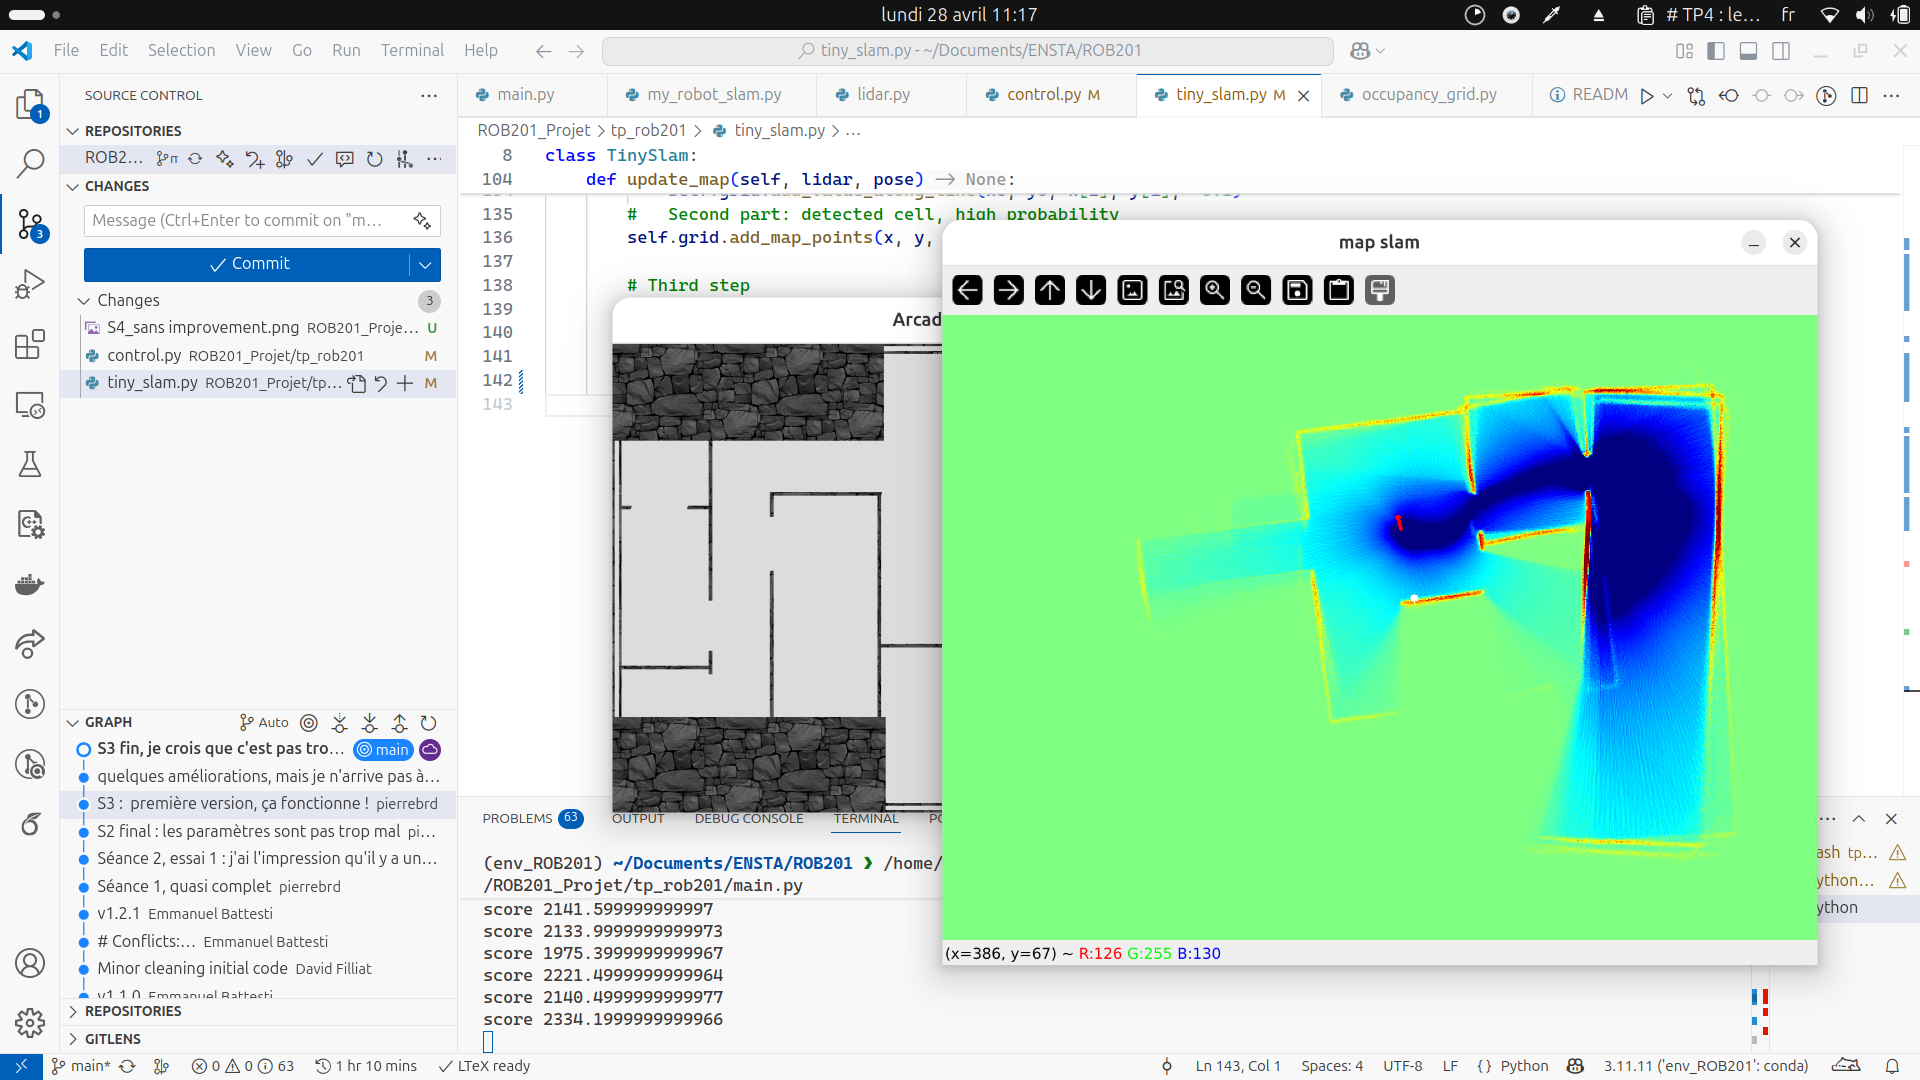 lundi 28 avril 11:17
# TP4 : le…
fr
File Edit Selection View Go Run Terminal Help
tiny_slam.py - ~/Documents/ENSTA/ROB201
SOURCE CONTROL
main.py
my_robot_slam.py
lidar.py
control.py M
tiny_slam.py M
occupancy_grid.py
READM
1
REPOSITORIES
ROB2…
ROB201_Projet > tp_rob201 > tiny_slam.py > …
8 class TinySlam:
104 def update_map(self, lidar, pose) -> None:
135 # Second part: detected cell, high probability
136 self.grid.add_map_points(x, y,
137
138 # Third step
139
140
141
142
143
CHANGES
Message (Ctrl+Enter to commit on "m…
3
Commit
Changes 3
S4_sans improvement.png ROB201_Proje… U
control.py ROB201_Projet/tp_rob201 M
tiny_slam.py ROB201_Projet/tp… M
map slam
Arcad
GRAPH Auto
S3 fin, je crois que c'est pas tro… main
quelques améliorations, mais je n'arrive pas à…
S3 : première version, ça fonctionne ! pierrebrd
S2 final : les paramètres sont pas trop mal pi…
Séance 2, essai 1 : j'ai l'impression qu'il y a un…
Séance 1, quasi complet pierrebrd
v1.2.1 Emmanuel Battesti
# Conflicts:… Emmanuel Battesti
Minor cleaning initial code David Filliat
v1.1.0 Emmanuel Battesti
REPOSITORIES
GITLENS
PROBLEMS 63
OUTPUT
DEBUG CONSOLE
TERMINAL
(env_ROB201) ~/Documents/ENSTA/ROB201 ❯ /home/
/ROB201_Projet/tp_rob201/main.py
score 2141.599999999997
score 2133.9999999999973
score 1975.3999999999967
score 2221.4999999999964
score 2140.4999999999977
score 2334.1999999999966
ash tp…
ython…
ython
(x=386, y=67) ~ R:126 G:255 B:130
main*
0 0 63
1 hr 10 mins
LTeX ready
Ln 143, Col 1
Spaces: 4
UTF-8
LF
{ } Python
3.11.11 ('env_ROB201': conda)